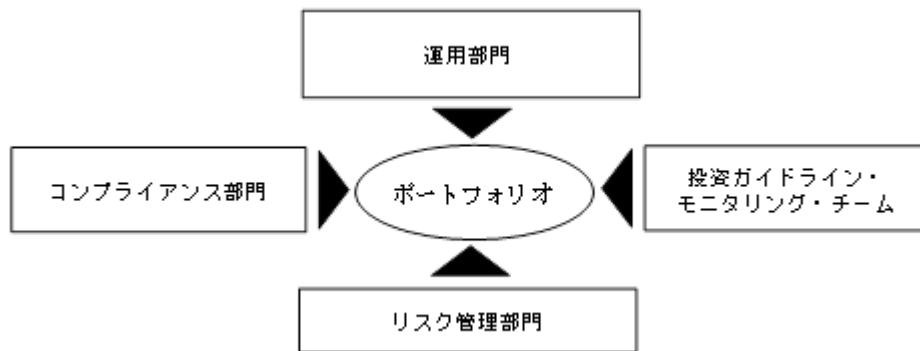 運用部門
コンプライアンス部門
ポートフォリオ
投資ガイドライン・
モニタリング・チーム
リスク管理部門